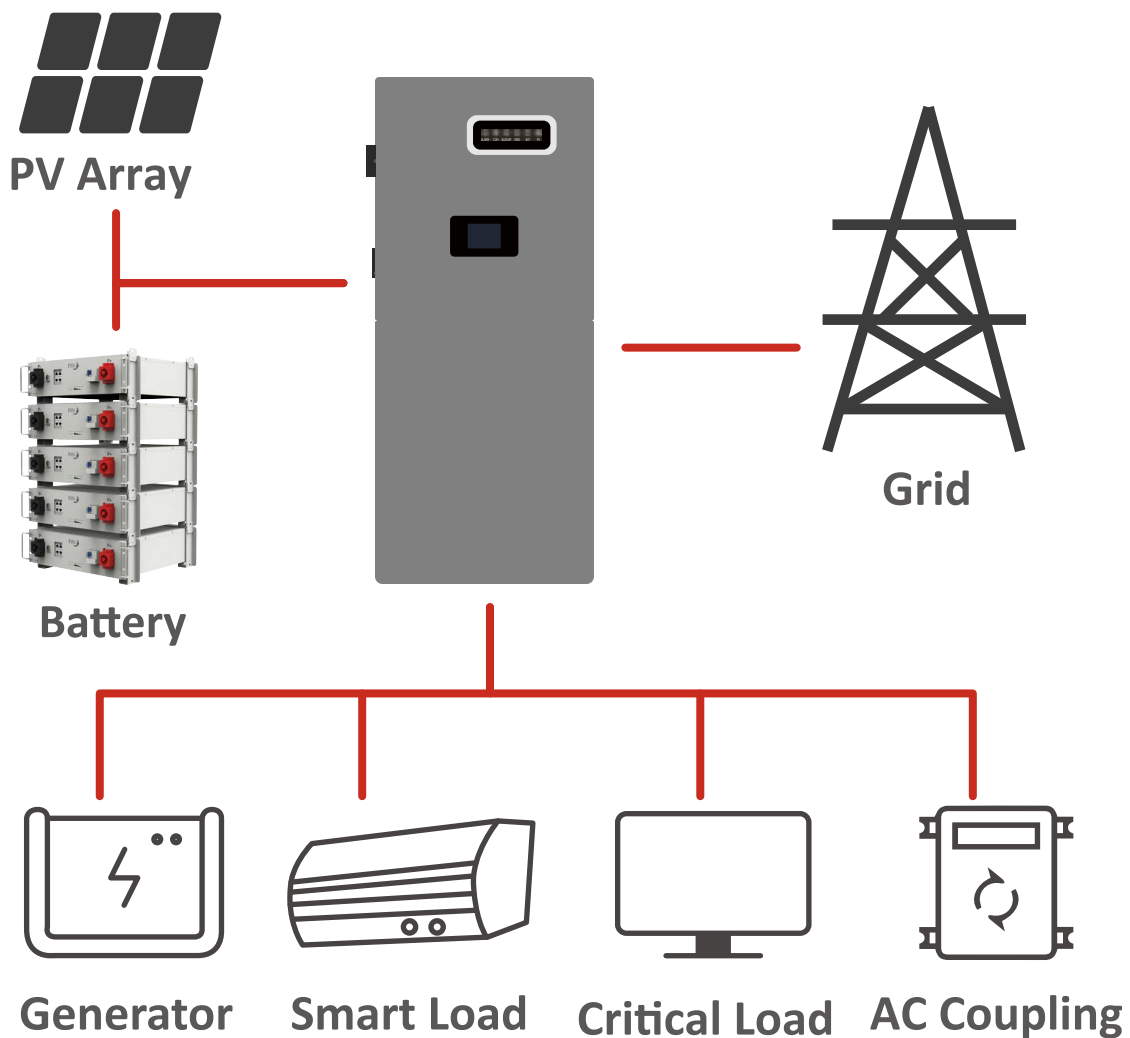 PV Array
Battery
Grid
Generator
Smart Load
Critical Load
AC Coupling